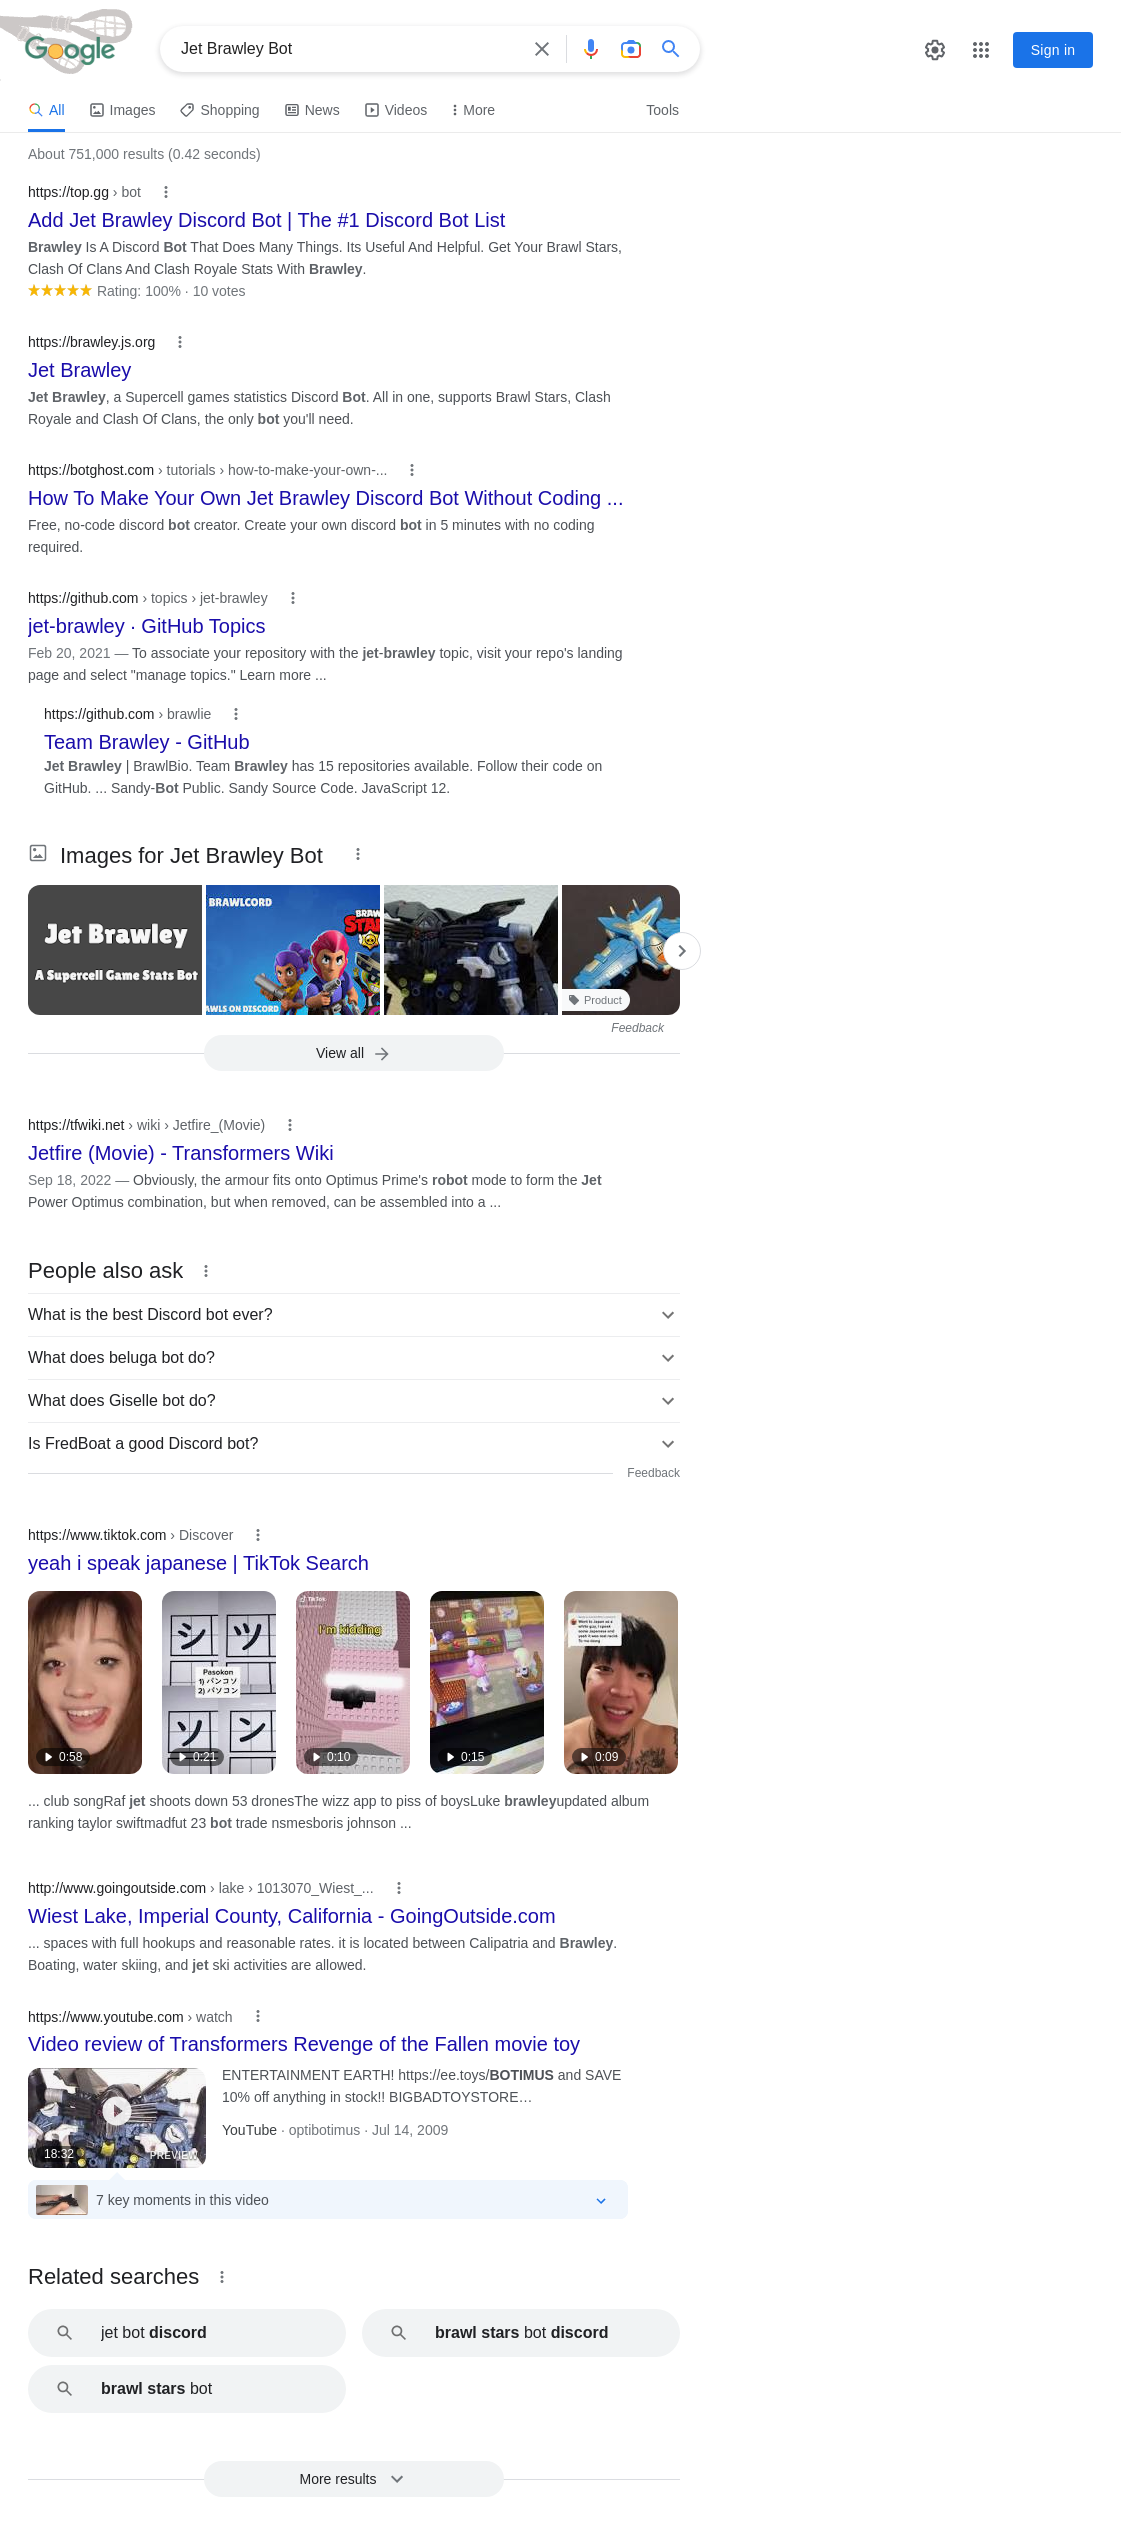 Google
Jet Brawley Bot
Sign in
All
Images
Shopping
News
Videos
More
Tools
About 751,000 results (0.42 seconds)
https://top.gg › bot
Add Jet Brawley Discord Bot | The #1 Discord Bot List
Brawley Is A Discord Bot That Does Many Things. Its Useful And Helpful. Get Your Brawl Stars,
Clash Of Clans And Clash Royale Stats With Brawley.
Rating: 100% · 10 votes
https://brawley.js.org
Jet Brawley
Jet Brawley, a Supercell games statistics Discord Bot. All in one, supports Brawl Stars, Clash
Royale and Clash Of Clans, the only bot you'll need.
https://botghost.com › tutorials › how-to-make-your-own-...
How To Make Your Own Jet Brawley Discord Bot Without Coding ...
Free, no-code discord bot creator. Create your own discord bot in 5 minutes with no coding
required.
https://github.com › topics › jet-brawley
jet-brawley · GitHub Topics
Feb 20, 2021 — To associate your repository with the jet-brawley topic, visit your repo's landing
page and select "manage topics." Learn more ...
https://github.com › brawlie
Team Brawley - GitHub
Jet Brawley | BrawlBio. Team Brawley has 15 repositories available. Follow their code on
GitHub. ... Sandy-Bot Public. Sandy Source Code. JavaScript 12.
Images for Jet Brawley Bot
Jet Brawley
A Supercell Game Stats Bot
BRAWLCORD
BRAW
STA
AWLS ON DISCORD
Product
Feedback
View all
https://tfwiki.net › wiki › Jetfire_(Movie)
Jetfire (Movie) - Transformers Wiki
Sep 18, 2022 — Obviously, the armour fits onto Optimus Prime's robot mode to form the Jet
Power Optimus combination, but when removed, can be assembled into a ...
People also ask
What is the best Discord bot ever?
What does beluga bot do?
What does Giselle bot do?
Is FredBoat a good Discord bot?
Feedback
https://www.tiktok.com › Discover
yeah i speak japanese | TikTok Search
0:58
シ ツ
Pasokon
1) パンコソ
2) パソコン
ソ ン
0:21
TikTok
I'm kidding
0:10
0:15
0:09
... club songRaf jet shoots down 53 dronesThe wizz app to piss of boysLuke brawleyupdated album
ranking taylor swiftmadfut 23 bot trade nsmesboris johnson ...
http://www.goingoutside.com › lake › 1013070_Wiest_...
Wiest Lake, Imperial County, California - GoingOutside.com
... spaces with full hookups and reasonable rates. it is located between Calipatria and Brawley.
Boating, water skiing, and jet ski activities are allowed.
https://www.youtube.com › watch
Video review of Transformers Revenge of the Fallen movie toy
ENTERTAINMENT EARTH! https://ee.toys/BOTIMUS and SAVE
10% off anything in stock!! BIGBADTOYSTORE…
YouTube · optibotimus · Jul 14, 2009
18:32
PREVIEW
7 key moments in this video
Related searches
jet bot discord
brawl stars bot discord
brawl stars bot
More results